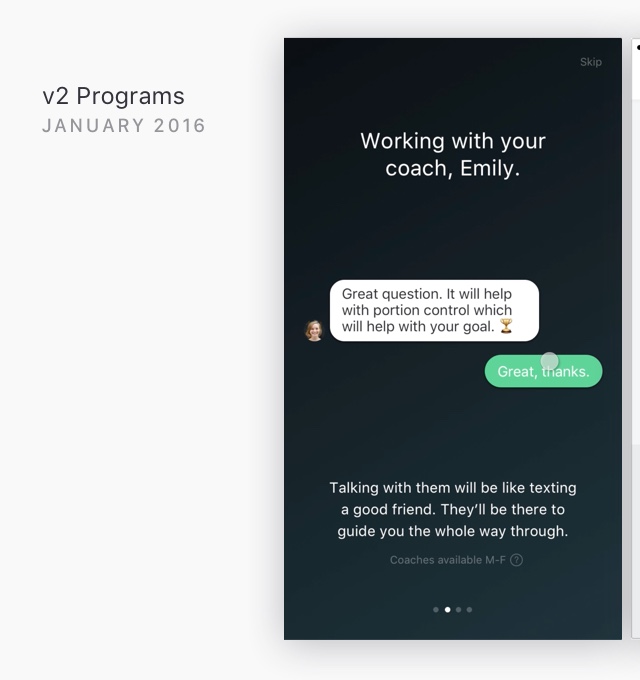 v2 Programs
JANUARY 2016
Skip
Working with your
coach, Emily.
Great question. It will help
with portion control which
will help with your goal. 🏆
Great, thanks.
Talking with them will be like texting
a good friend. They’ll be there to
guide you the whole way through.
Coaches available M-F ?